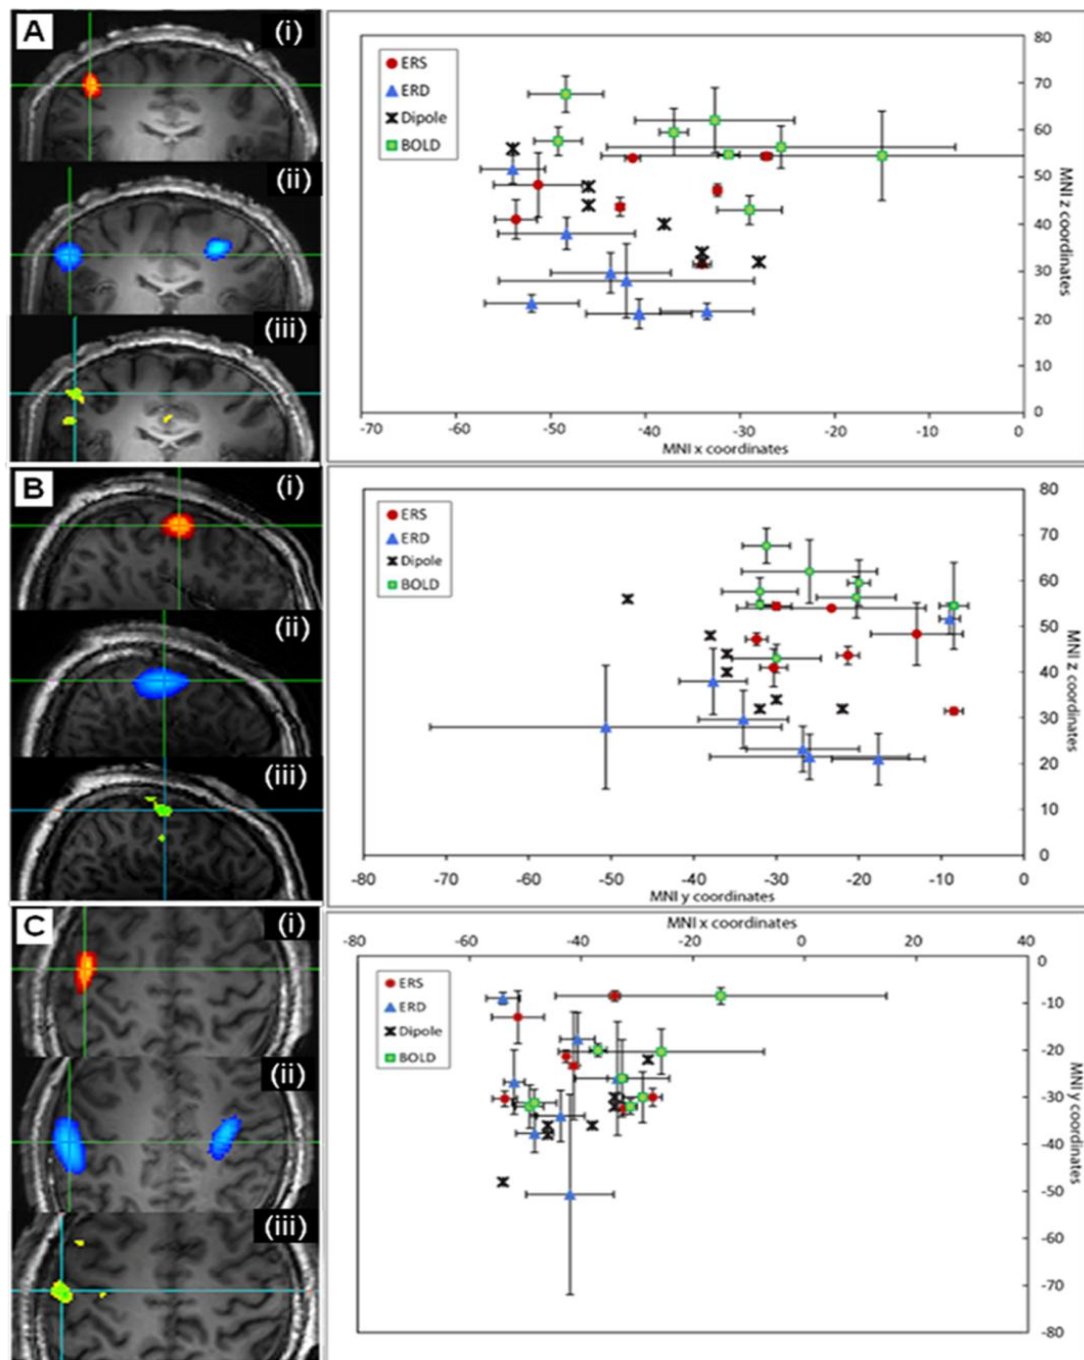 A
(i)
(ii)
(iii)
ERS
ERD
Dipole
BOLD
80
70
60
50
40
30
20
10
0
MNI z coordinates
-70 -60 -50 -40 -30 -20 -10 0
MNI x coordinates
B
(i)
(ii)
(iii)
ERS
ERD
Dipole
BOLD
80
70
60
50
40
30
20
10
0
MNI z coordinates
-80 -70 -60 -50 -40 -30 -20 -10 0
MNI y coordinates
C
(i)
(ii)
(iii)
MNI x coordinates
-80 -60 -40 -20 0 20 40
ERS
ERD
Dipole
BOLD
0
-10
-20
-30
-40
-50
-60
-70
-80
MNI y coordinates